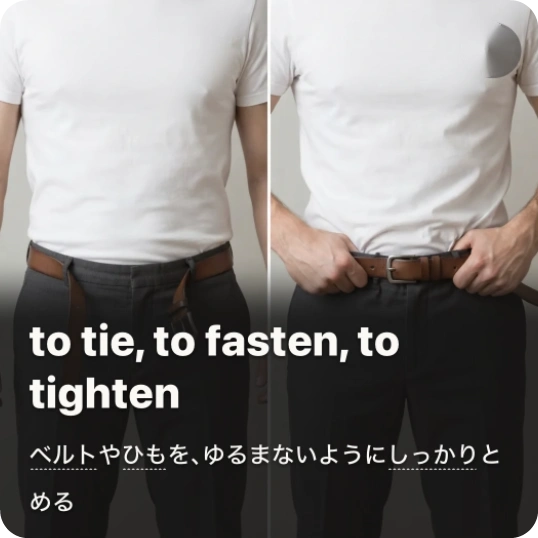 to tie, to fasten, to
tighten
ベルトやひもを、ゆるまないようにしっかりと
める